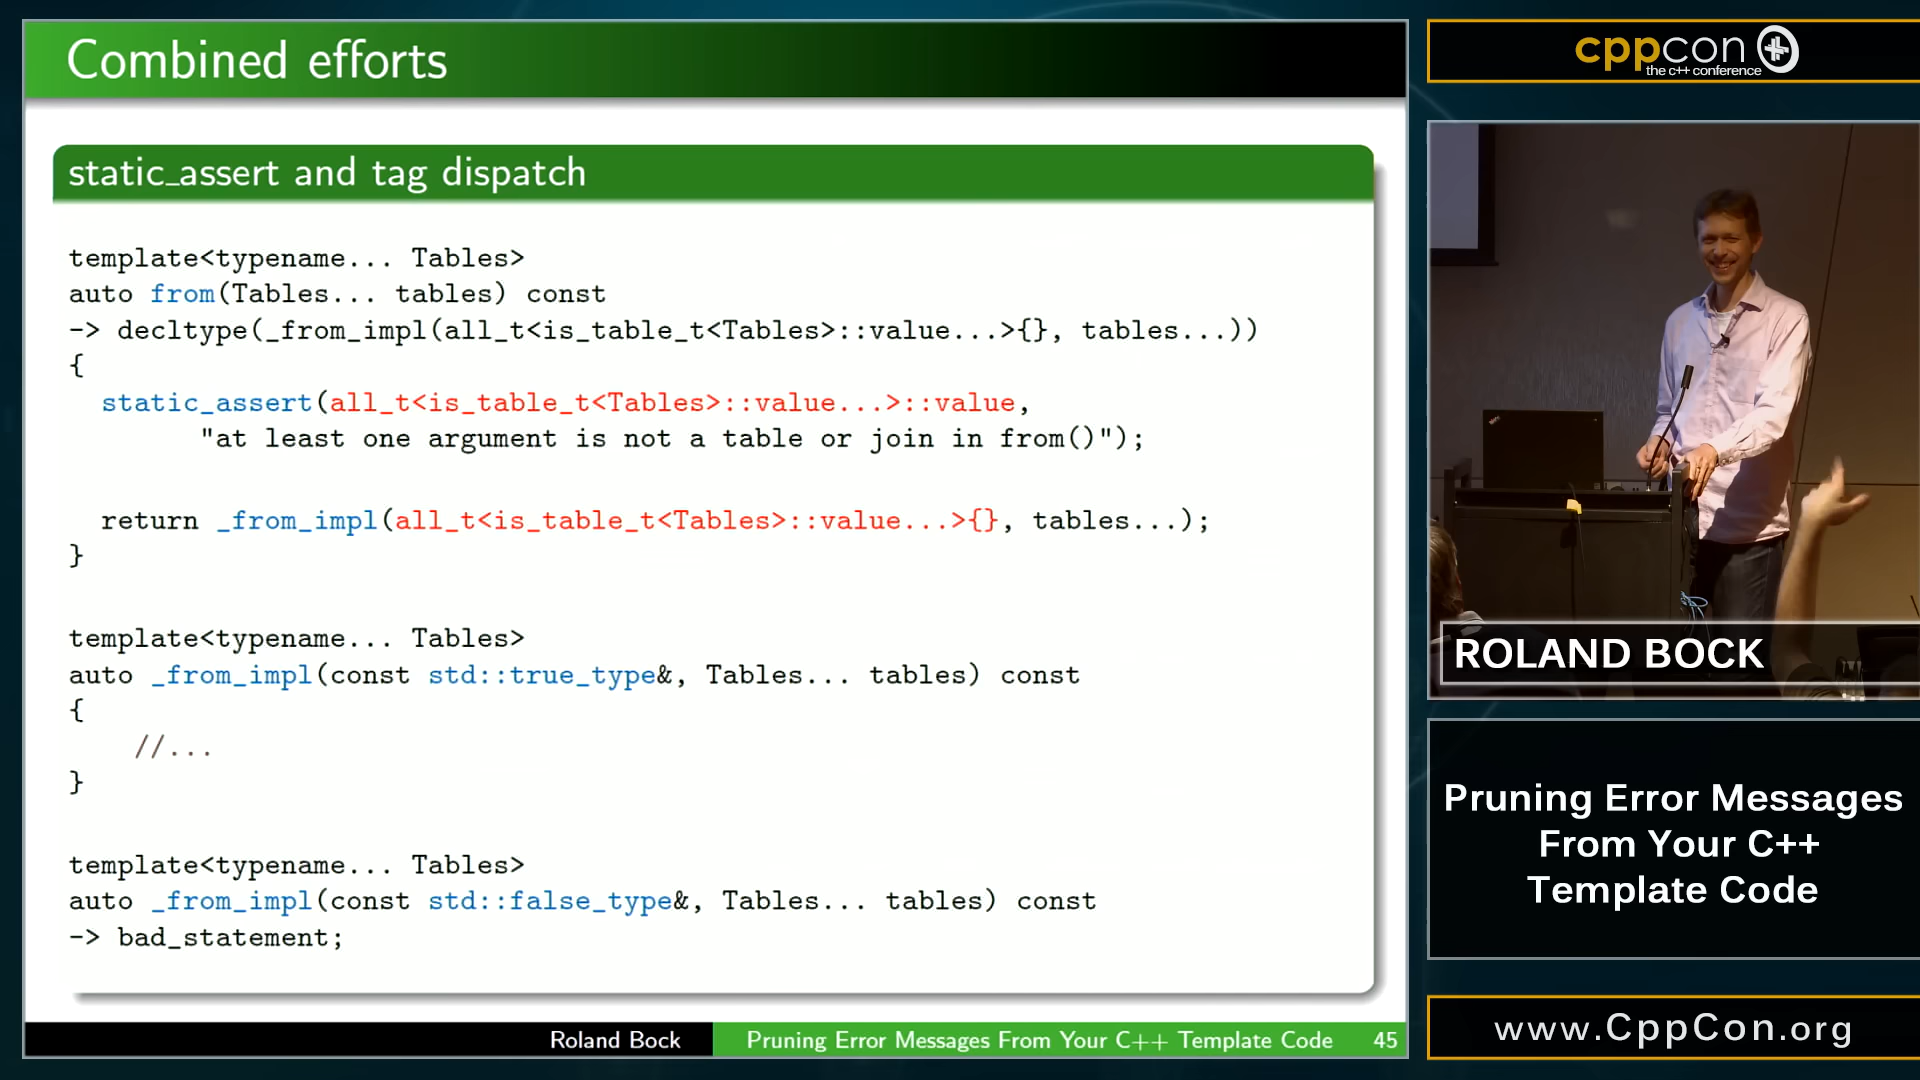 Combined efforts
static_assert and tag dispatch
template<typename... Tables>
auto from(Tables... tables) const
-> decltype(_from_impl(all_t<is_table_t<Tables>::value...>{}, tables...))
{
static_assert(all_t<is_table_t<Tables>::value...>::value,
"at least one argument is not a table or join in from()");
return _from_impl(all_t<is_table_t<Tables>::value...>{}, tables...);
}
template<typename... Tables>
auto _from_impl(const std::true_type&, Tables... tables) const
{
//...
}
template<typename... Tables>
auto _from_impl(const std::false_type&, Tables... tables) const
-> bad_statement;
Roland Bock
Pruning Error Messages From Your C++ Template Code
45
cppcon
the c++ conference
ROLAND BOCK
Pruning Error Messages
From Your C++
Template Code
www.CppCon.org